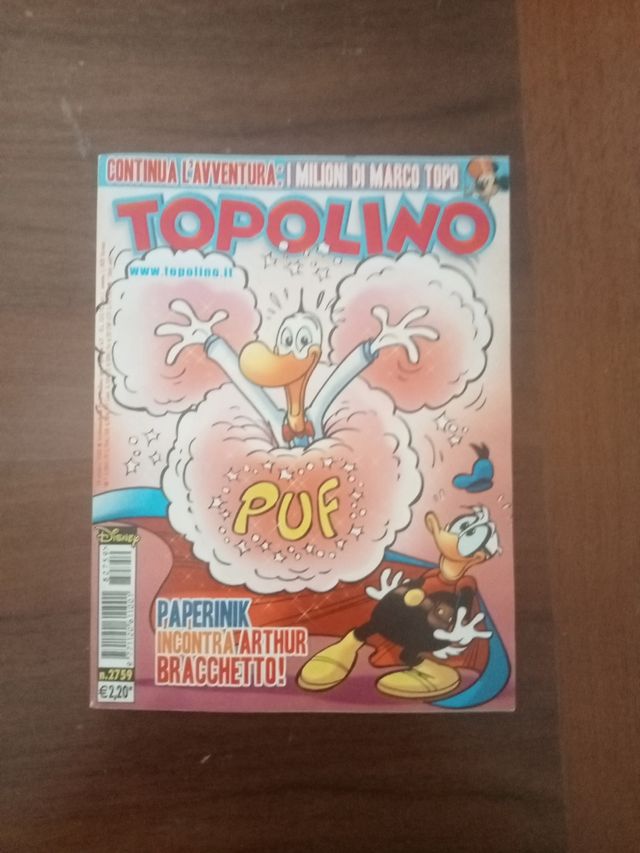 CONTINUA L'AVVENTURA: I MILIONI DI MARCO TOPO
TOPOLINO
www.topolino.it
PUF
DISNEY
PAPERINIK
INCONTRA ARTHUR
BRACCHETTO!
n.2759
€2,20*